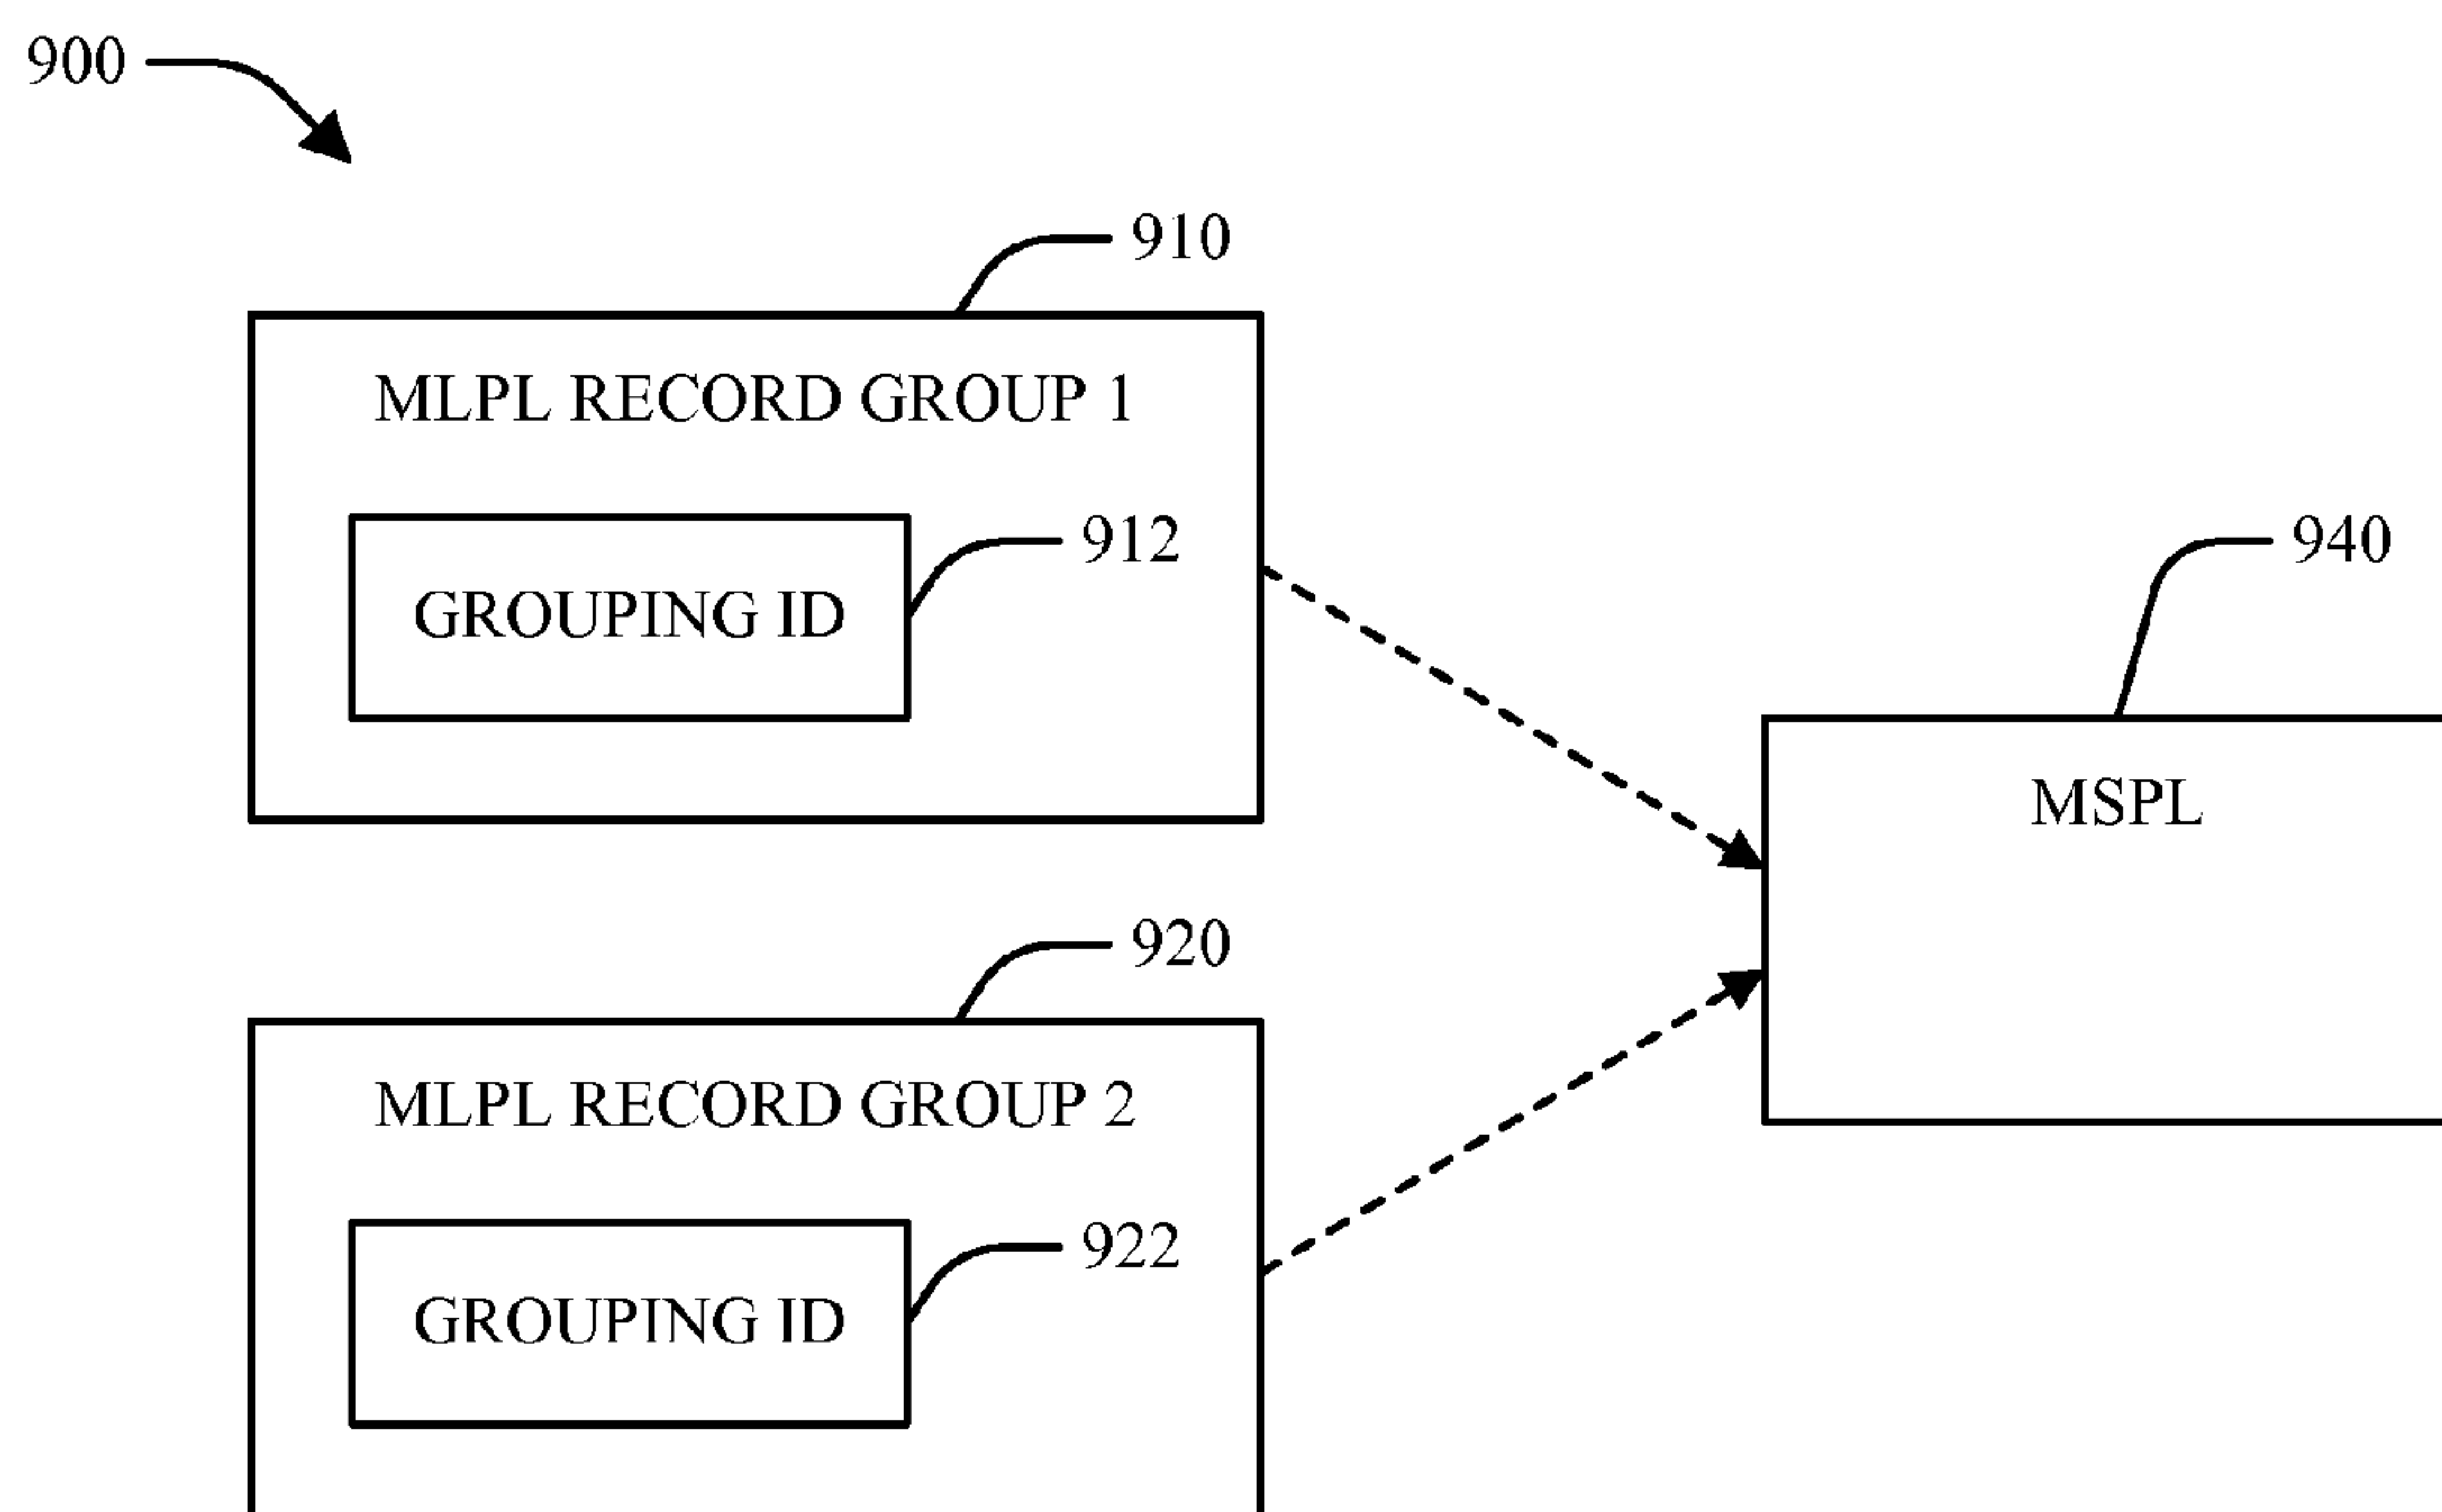 900
910
MLPL RECORD GROUP 1
912
GROUPING ID
940
MSPL
920
MLPL RECORD GROUP 2
922
GROUPING ID